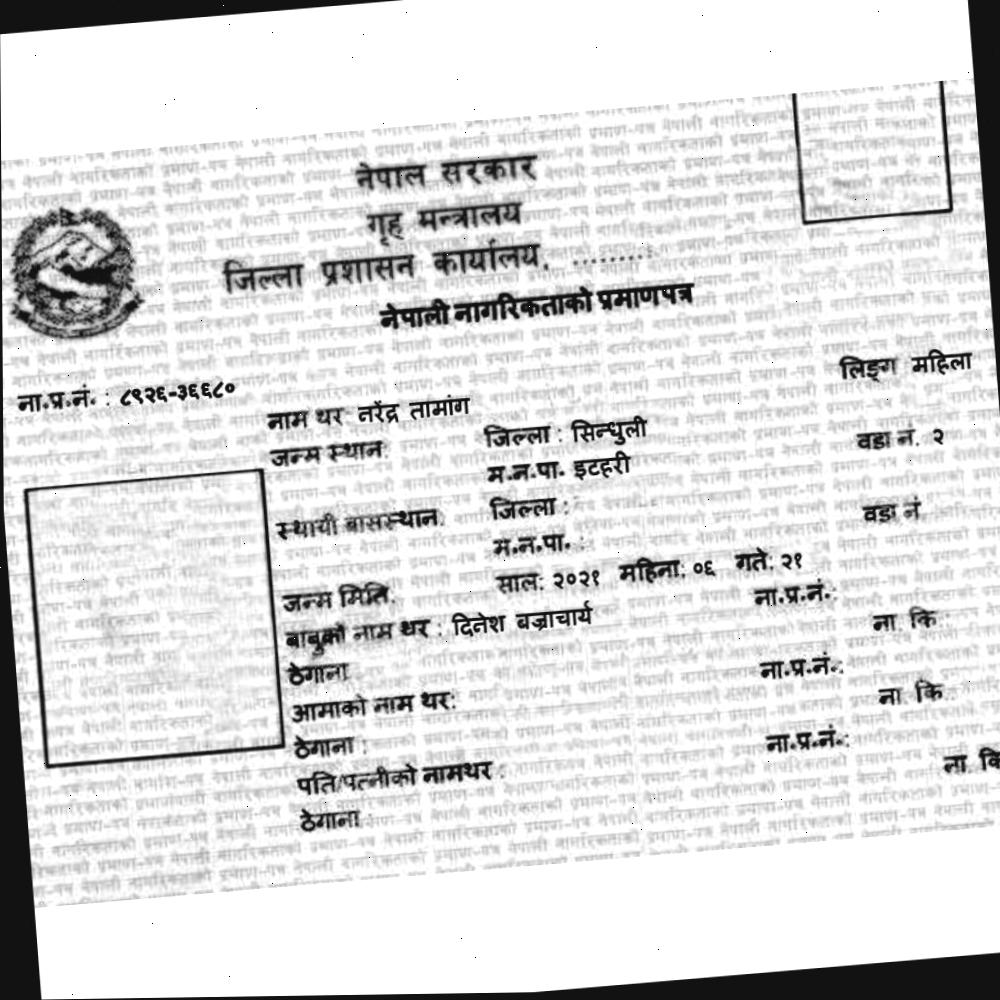 नेपाल सरकार
गृह मन्त्रालय
जिल्ला प्रशासन कार्यालय, .........
नेपाली नागरिकताको प्रमाणपत्र
लिङ्ग महिला
ना.प्र.नं. : ८९२६-३६६८०
नाम थर नरेंद्र तामांग
जन्म स्थान: जिल्ला : सिन्धुली वडा नं. २
म.न.पा. इटहरी
स्थायी बासस्थान: जिल्ला : वडा नं
म.न.पा. :
जन्म मिति: साल: २०२१ महिना: ०६ गते: २१
बाबुको नाम थर : दिनेश बज्राचार्य ना.प्र.नं.:
ठेगाना ना. कि.:
आमाको नाम थर: ना.प्र.नं.:
ठेगाना : ना. कि.
पति/पत्नीको नामथर : ना.प्र.नं.:
ठेगाना : ना. कि